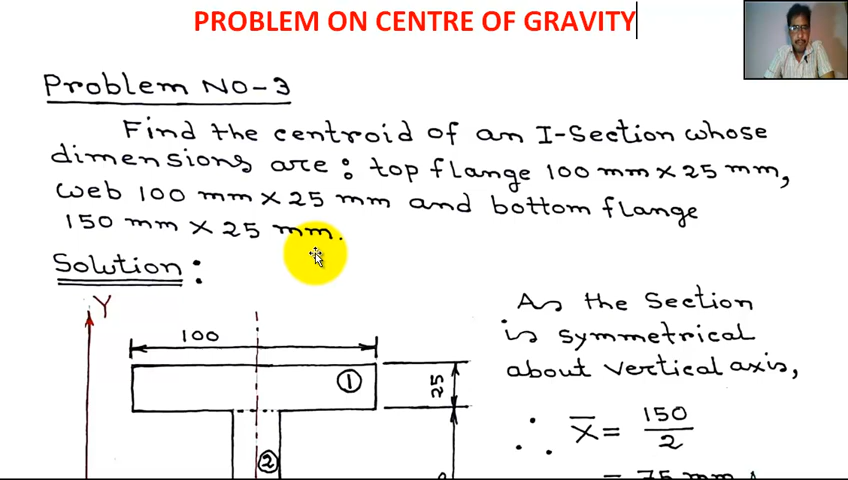 PROBLEM ON CENTRE OF GRAVITY
Problem NO-3
Find the centroid of an I-Section whose
dimensions are: top flange 100 mm × 25 mm,
web 100 mm × 25 mm and bottom flange
150 mm × 25 mm.
Solution:
Y
100
1
25
2
As the Section
is symmetrical
about vertical axis,
∴ X̅ = 150/2
= 75 mm